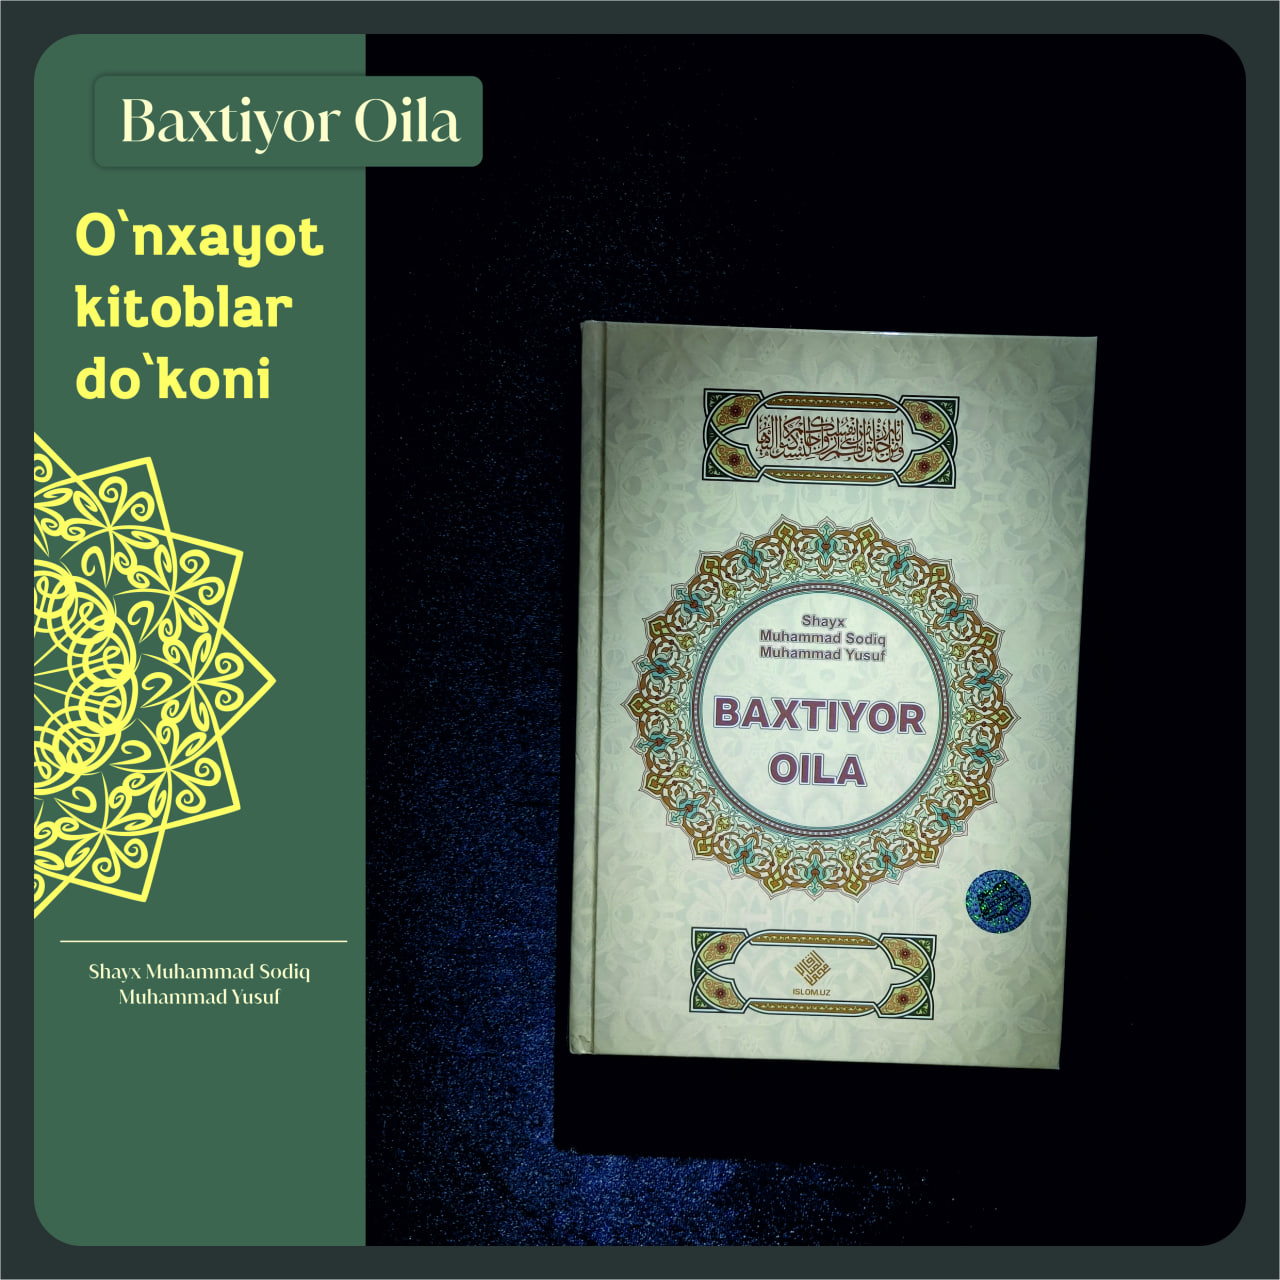 Baxtiyor Oila
O`nxayot
kitoblar
do`koni
Shayx Muhammad Sodiq
Muhammad Yusuf
Shayx
Muhammad Sodiq
Muhammad Yusuf
BAXTIYOR
OILA
ISLOM.UZ